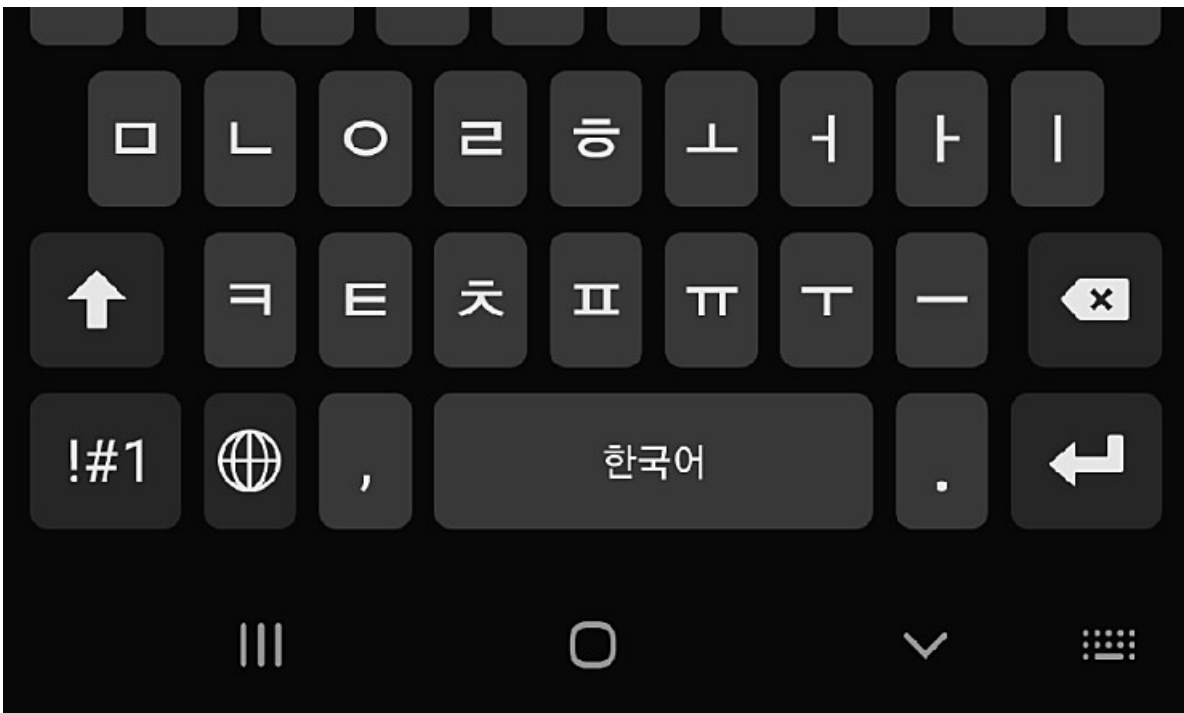 ㅁ ㄴ ㅇ ㄹ ㅎ ㅗ ㅓ ㅏ ㅣ
ㅋ ㅌ ㅊ ㅍ ㅠ ㅜ ㅡ
!#1 , 한국어 .